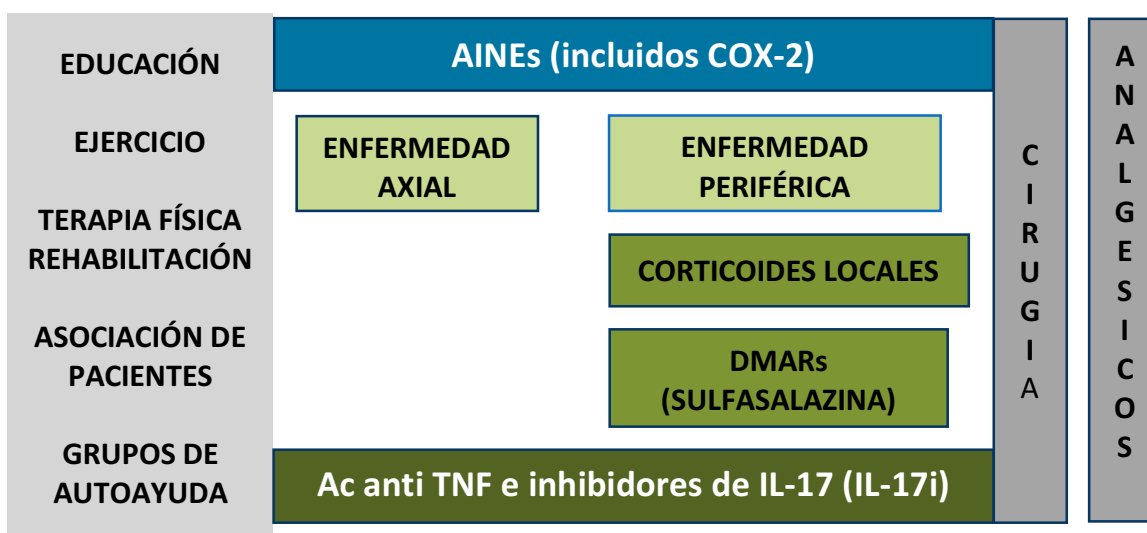 EDUCACIÓN
EJERCICIO
TERAPIA FÍSICA
REHABILITACIÓN
ASOCIACIÓN DE
PACIENTES
GRUPOS DE
AUTOAYUDA
AINEs (incluidos COX-2)
ENFERMEDAD
AXIAL
ENFERMEDAD
PERIFÉRICA
CORTICOIDES LOCALES
DMARs
(SULFASALAZINA)
Ac anti TNF e inhibidores de IL-17 (IL-17i)
C
I
R
U
G
I
A
A
N
A
L
G
E
S
I
C
O
S